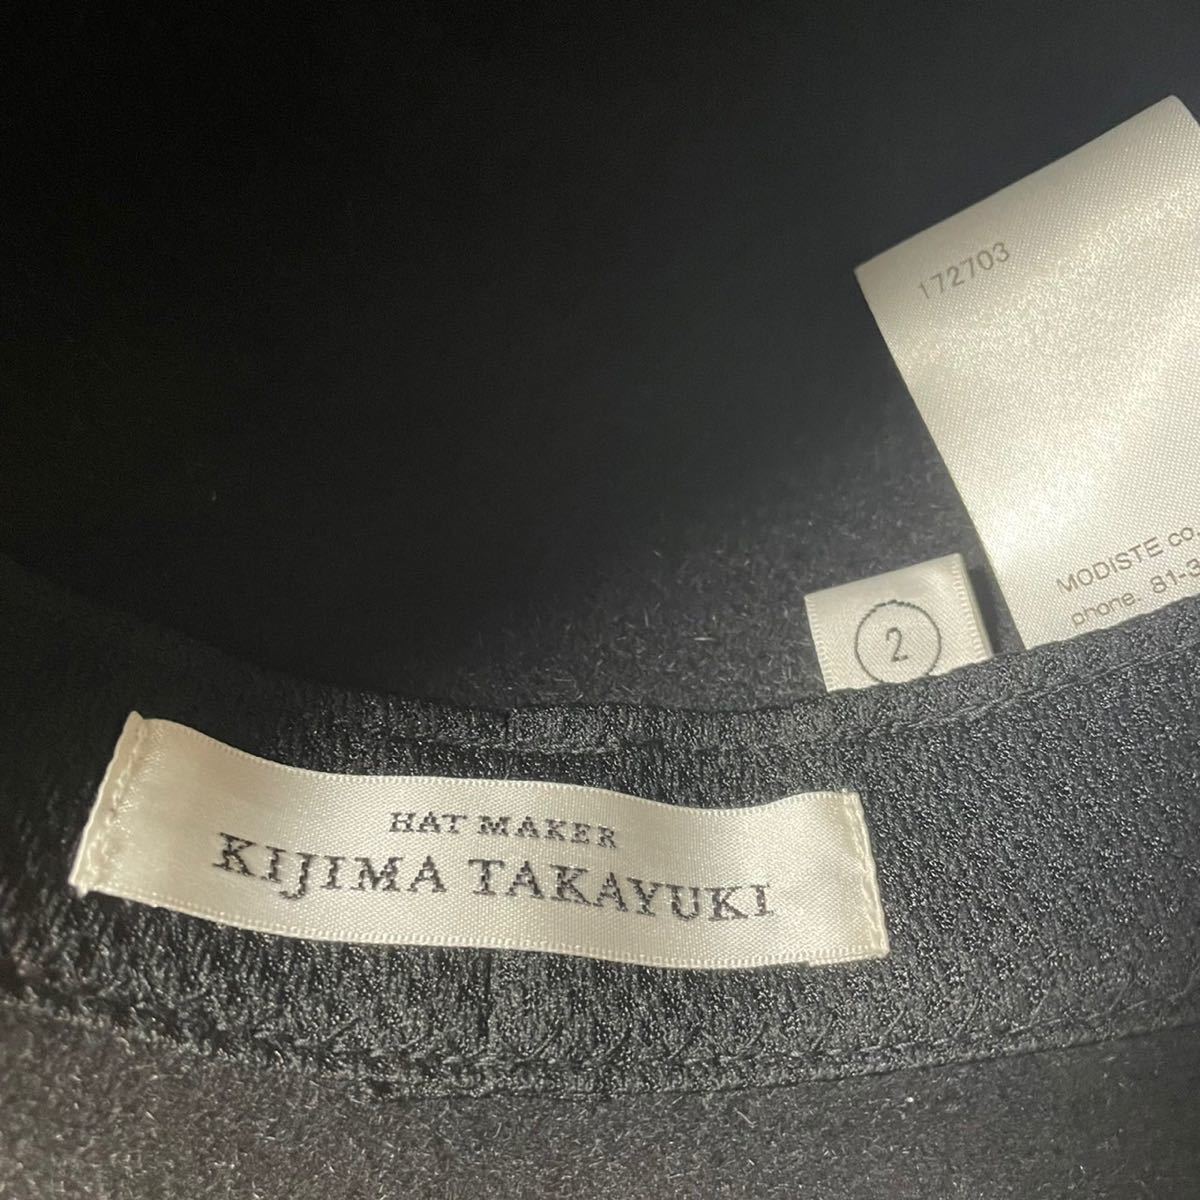 172703
MODISTE co.
phone. 81-3
2
HAT MAKER
KIJIMA TAKAYUKI